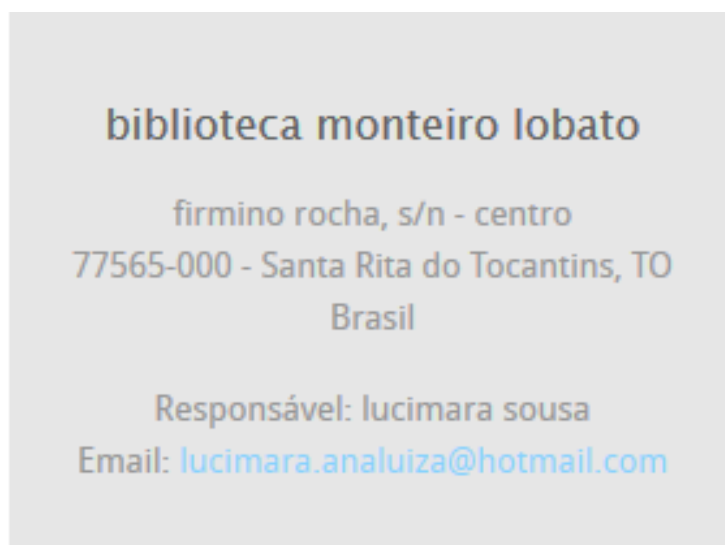 biblioteca monteiro lobato
firmino rocha, s/n - centro
77565-000 - Santa Rita do Tocantins, TO
Brasil
Responsável: lucimara sousa
Email: lucimara.analuiza@hotmail.com